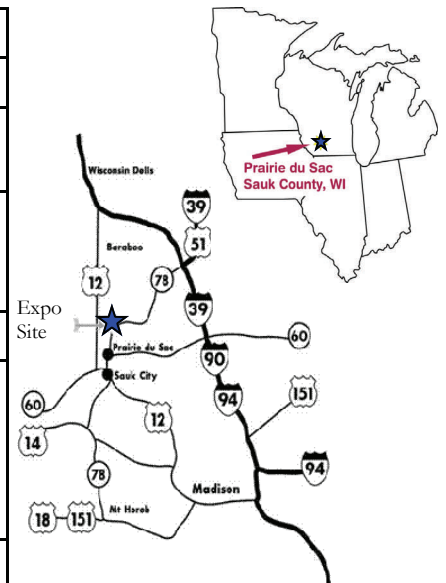 Prairie du Sac
Sauk County, WI
Wisconsin Dells
39
51
Baraboo
12
78
39
Expo
Site
Prairie du Sac
60
90
Sauk City
94
151
60
12
14
94
78
Madison
18
151
Mt Horeb